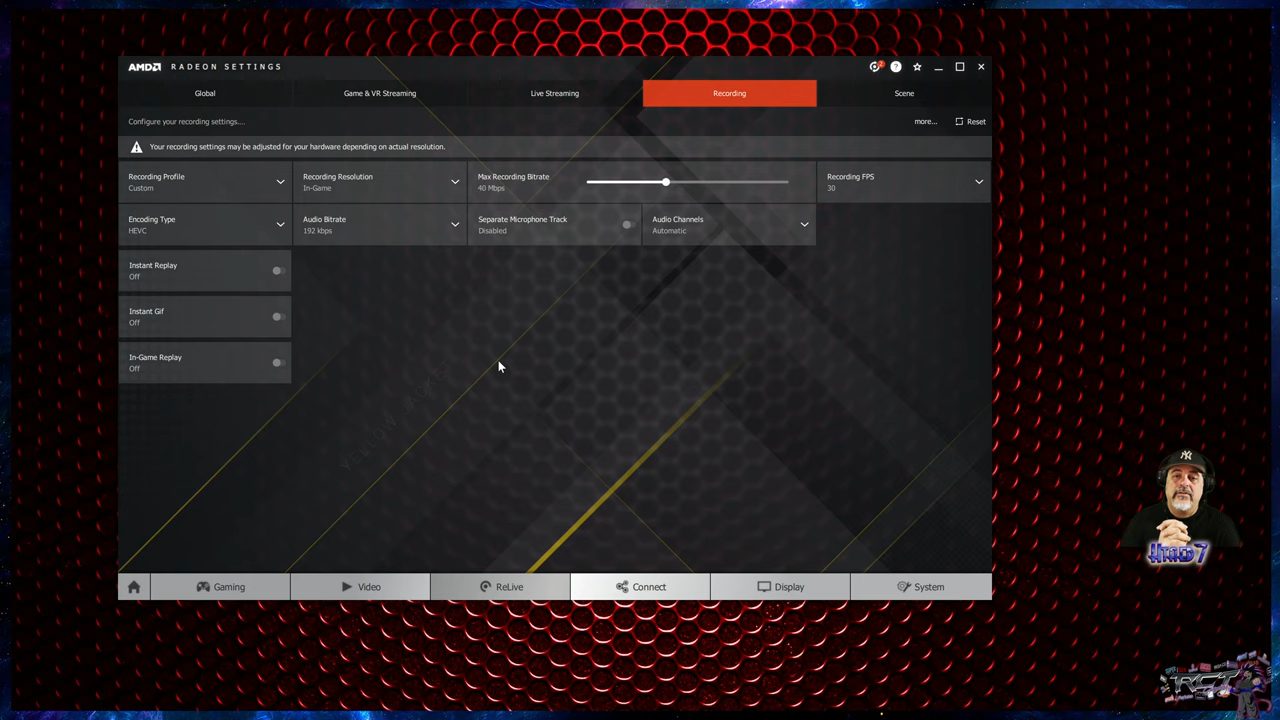 AMD RADEON SETTINGS
2
?
Global
Game & VR Streaming
Live Streaming
Recording
Scene
Configure your recording settings....
more...
Reset
Your recording settings may be adjusted for your hardware depending on actual resolution.
Recording Profile
Custom
Recording Resolution
In-Game
Max Recording Bitrate
40 Mbps
Recording FPS
30
Encoding Type
HEVC
Audio Bitrate
192 kbps
Separate Microphone Track
Disabled
Audio Channels
Automatic
Instant Replay
Off
Instant Gif
Off
In-Game Replay
Off
Gaming
Video
ReLive
Connect
Display
System